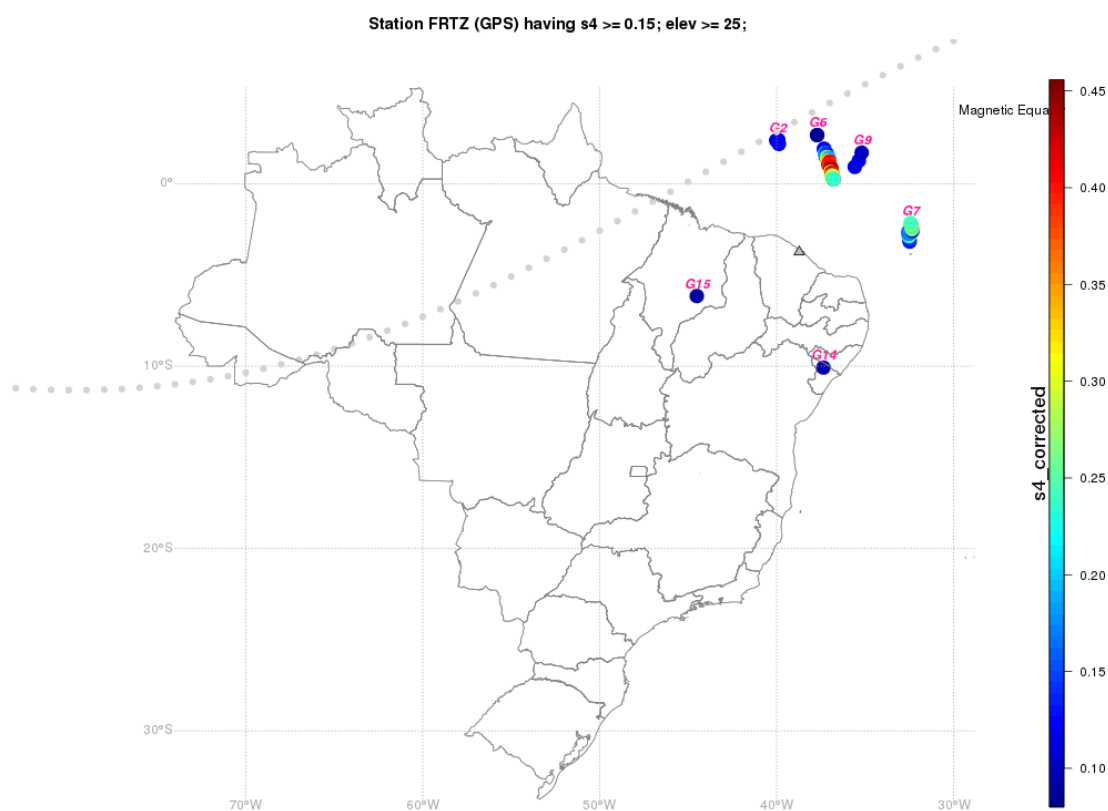 Station FRTZ (GPS) having s4 >= 0.15; elev >= 25;
Magnetic Equa
G2
G6
G9
G7
G15
G14
0°
10°S
20°S
30°S
70°W
60°W
50°W
40°W
30°W
s4_corrected
0.45
0.40
0.35
0.30
0.25
0.20
0.15
0.10